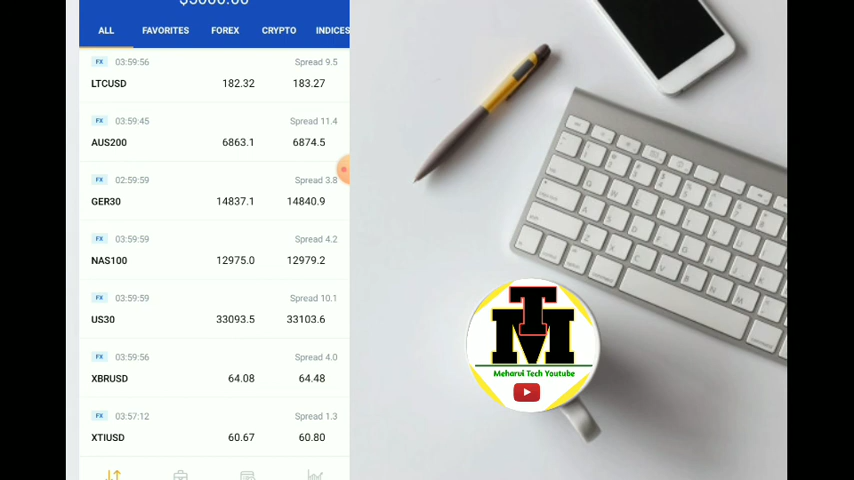 $5000.00
ALL FAVORITES FOREX CRYPTO INDICES
FX 03:59:56 Spread 9.5
LTCUSD 182.32 183.27
FX 03:59:45 Spread 11.4
AUS200 6863.1 6874.5
FX 02:59:59 Spread 3.8
GER30 14837.1 14840.9
FX 03:59:59 Spread 4.2
NAS100 12975.0 12979.2
FX 03:59:59 Spread 10.1
US30 33093.5 33103.6
FX 03:59:56 Spread 4.0
XBRUSD 64.08 64.48
FX 03:57:12 Spread 1.3
XTIUSD 60.67 60.80
TM
Meharvi Tech Youtube